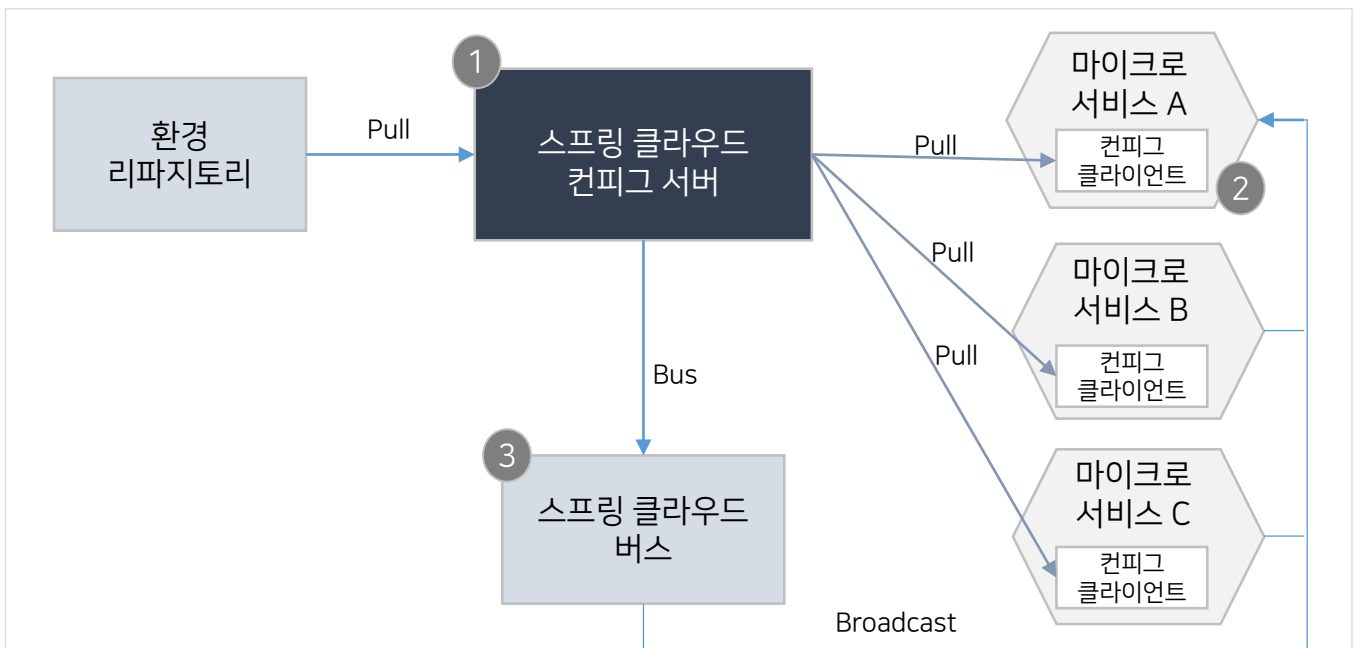 환경
리파지토리
Pull
1
스프링 클라우드
컨피그 서버
Pull
마이크로
서비스 A
컨피그
클라이언트
2
Pull
마이크로
서비스 B
컨피그
클라이언트
Pull
Bus
3
스프링 클라우드
버스
마이크로
서비스 C
컨피그
클라이언트
Broadcast